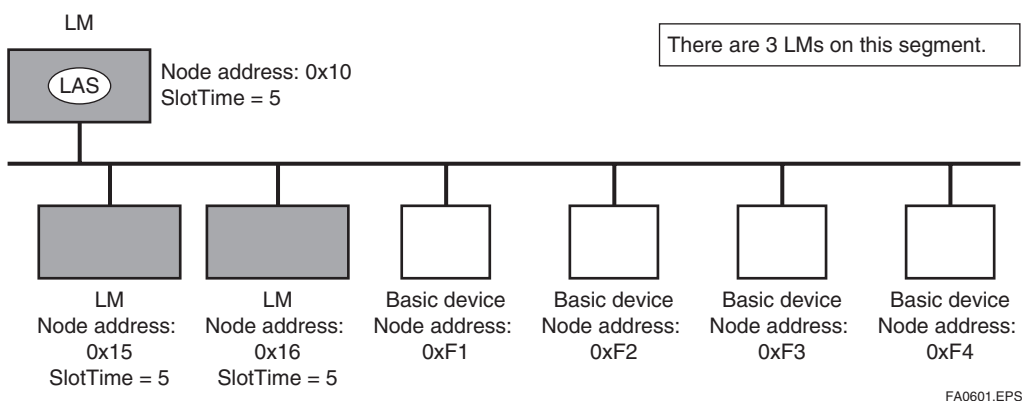 LM
There are 3 LMs on this segment.
LAS
Node address: 0x10
SlotTime = 5
LM
Node address:
0x15
SlotTime = 5
LM
Node address:
0x16
SlotTime = 5
Basic device
Node address:
0xF1
Basic device
Node address:
0xF2
Basic device
Node address:
0xF3
Basic device
Node address:
0xF4
FA0601.EPS